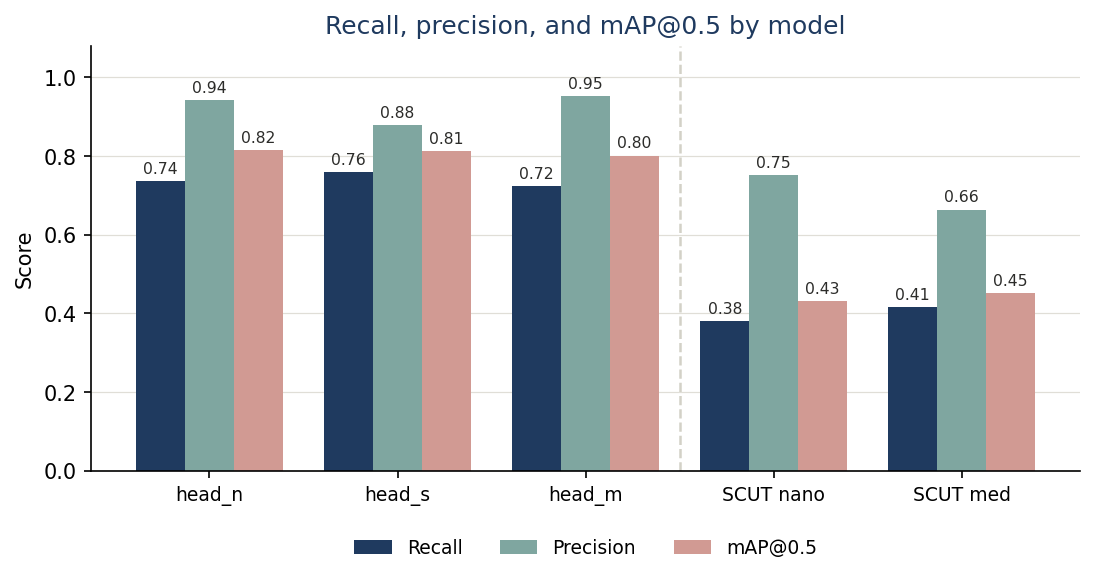 Recall, precision, and mAP@0.5 by model
Score
1.0
0.8
0.6
0.4
0.2
0.0
0.74 0.94 0.82
0.76 0.88 0.81
0.72 0.95 0.80
0.38 0.75 0.43
0.41 0.66 0.45
head_n head_s head_m SCUT nano SCUT med
Recall Precision mAP@0.5